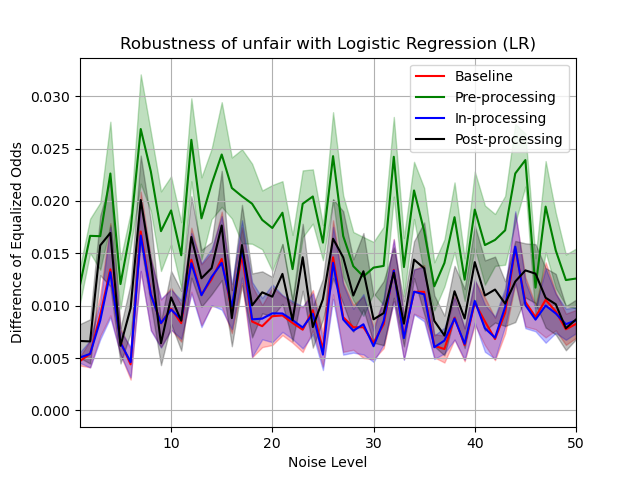 Robustness of unfair with Logistic Regression (LR)
Baseline
Pre-processing
In-processing
Post-processing
Difference of Equalized Odds
0.030
0.025
0.020
0.015
0.010
0.005
0.000
10
20
30
40
50
Noise Level